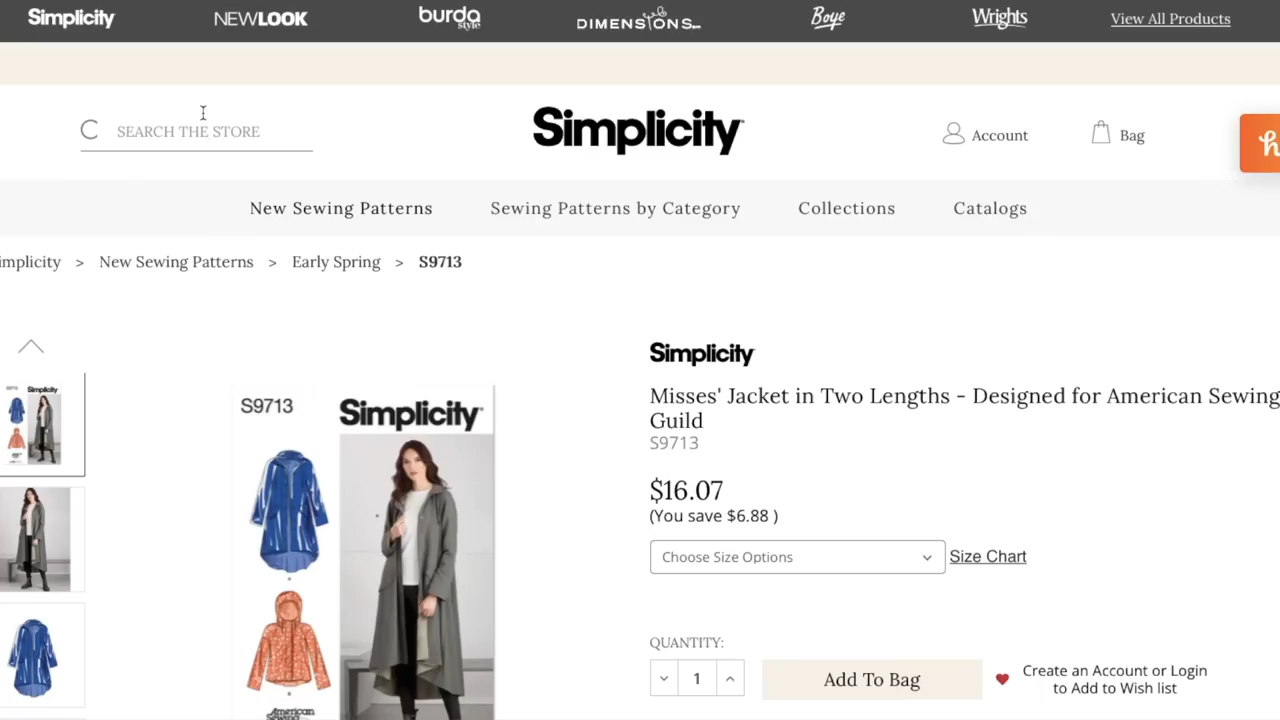 Simplicity NEWLOOK burda style DIMENSIONS Boye Wrights View All Products
SEARCH THE STORE
Simplicity
Account
Bag
h
New Sewing Patterns Sewing Patterns by Category Collections Catalogs
implicity > New Sewing Patterns > Early Spring > S9713
Simplicity
Misses' Jacket in Two Lengths - Designed for American Sewing
Guild
S9713
$16.07
(You save $6.88 )
Choose Size Options
Size Chart
QUANTITY:
1
Add To Bag
Create an Account or Login
to Add to Wish list
S9713
Simplicity
American
Sewing
Simplicity